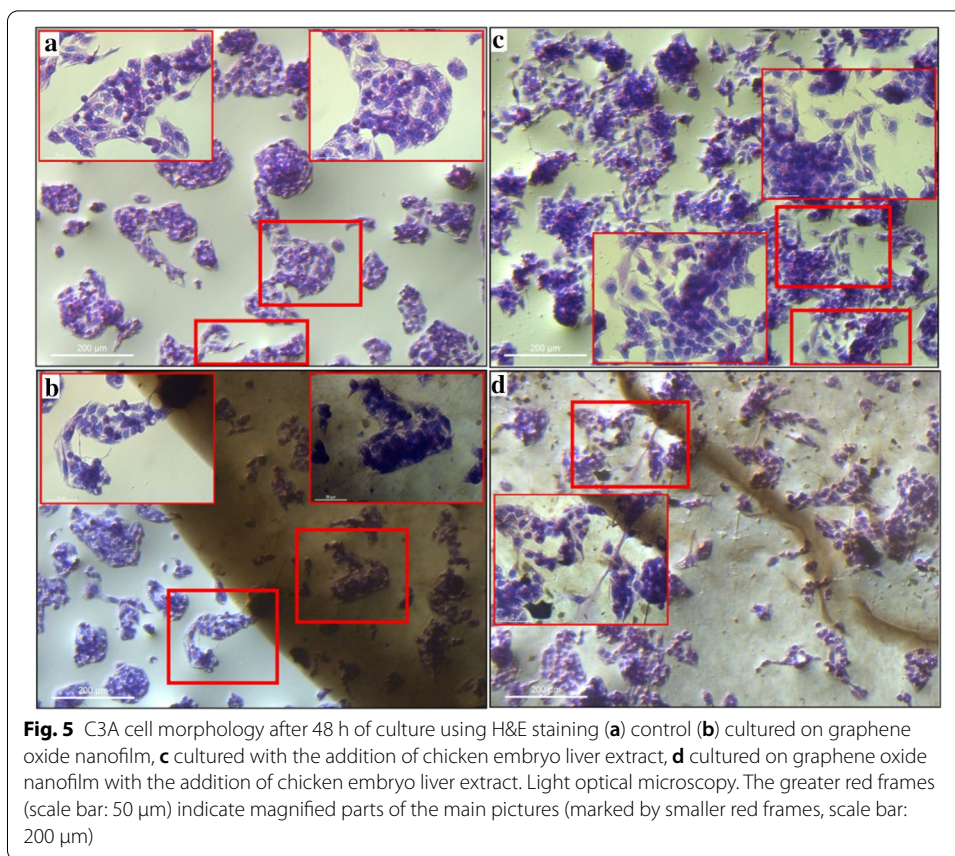 a
c
200 µm
200 µm
b
d
200 µm
200 µm
Fig. 5 C3A cell morphology after 48 h of culture using H&E staining (a) control (b) cultured on graphene
oxide nanofilm, c cultured with the addition of chicken embryo liver extract, d cultured on graphene oxide
nanofilm with the addition of chicken embryo liver extract. Light optical microscopy. The greater red frames
(scale bar: 50 µm) indicate magnified parts of the main pictures (marked by smaller red frames, scale bar:
200 µm)